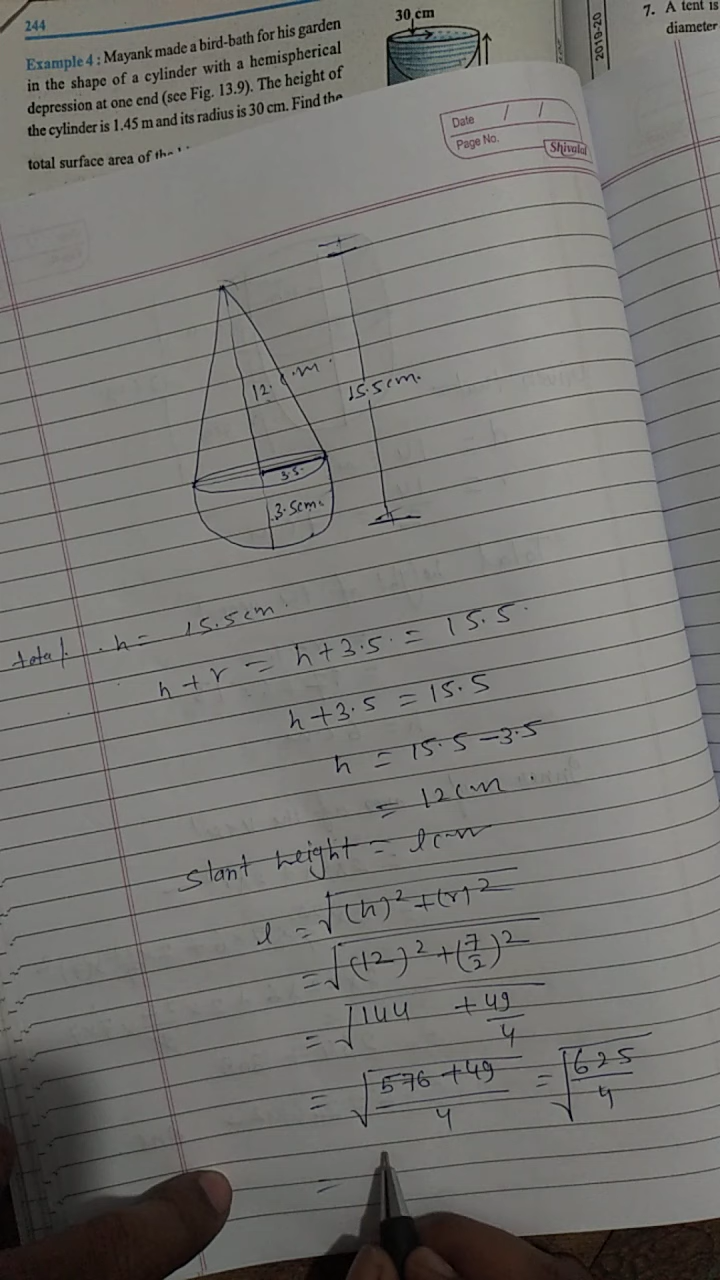 244
Example 4 : Mayank made a bird-bath for his garden
in the shape of a cylinder with a hemispherical
depression at one end (see Fig. 13.9). The height of
the cylinder is 1.45 m and its radius is 30 cm. Find the
total surface area of
30 cm
2019-20
7. A tent is
diameter
Date / /
Page No.
Shivalal
12 cm.
15.5cm.
3.5
3.5cm
total. h = 15.5cm.
h + r = h + 3.5 = 15.5
h + 3.5 = 15.5
h = 15.5 - 3.5
= 12cm.
Slant height = l cm
l = √(h)² + (r)²
= √(12)² + (7/2)²
= √144 + 49/4
= √576 + 49/4 = √625/4
=